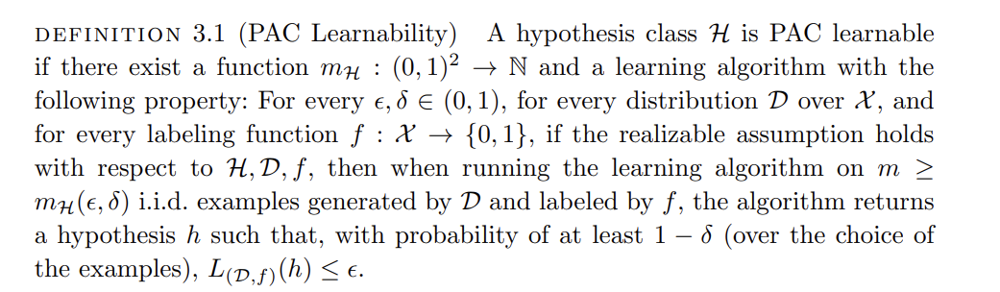 DEFINITION 3.1 (PAC Learnability) A hypothesis class ℋ is PAC learnable
if there exist a function m_ℋ : (0, 1)² → ℕ and a learning algorithm with the
following property: For every ϵ, δ ∈ (0, 1), for every distribution 𝒟 over 𝒳, and
for every labeling function f : 𝒳 → {0, 1}, if the realizable assumption holds
with respect to ℋ, 𝒟, f, then when running the learning algorithm on m ≥
m_ℋ(ϵ, δ) i.i.d. examples generated by 𝒟 and labeled by f, the algorithm returns
a hypothesis h such that, with probability of at least 1 − δ (over the choice of
the examples), L_(𝒟,f)(h) ≤ ϵ.